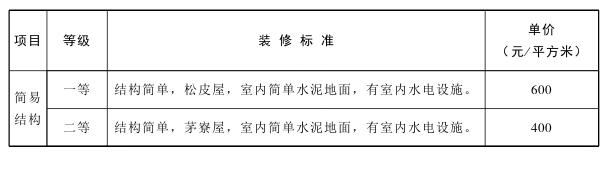 项目 等级 装修标准 单价（元/平方米）
简易结构 一等 结构简单，松皮屋，室内简单水泥地面，有室内水电设施。 600
二等 结构简单，茅寮屋，室内简单水泥地面，有室内水电设施。 400